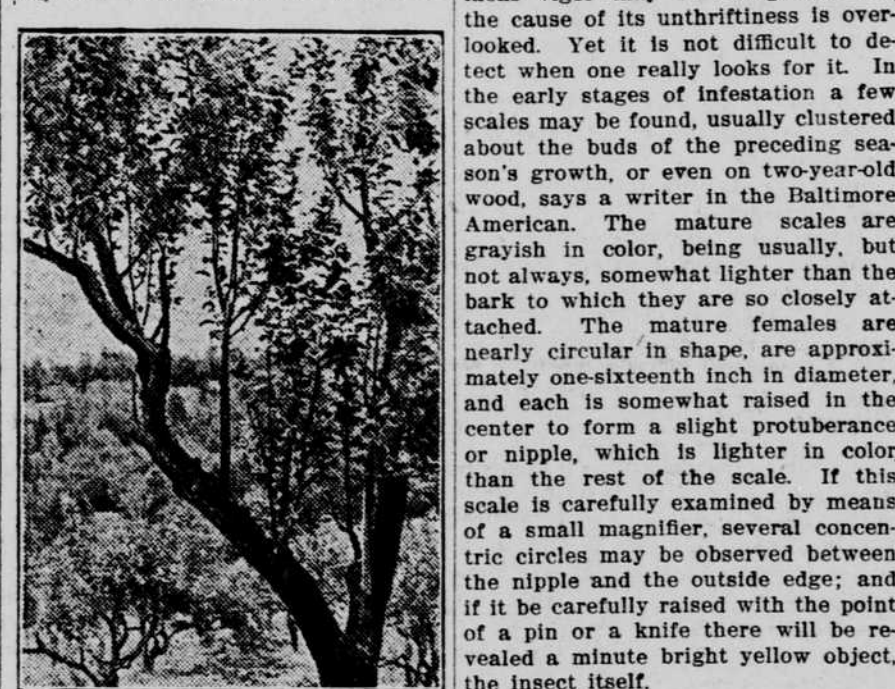 the cause of its unthriftiness is over-
looked. Yet it is not difficult to de-
tect when one really looks for it. In
the early stages of infestation a few
scales may be found, usually clustered
about the buds of the preceding sea-
son's growth, or even on two-year-old
wood, says a writer in the Baltimore
American. The mature scales are
grayish in color, being usually, but
not always, somewhat lighter than the
bark to which they are so closely at-
tached. The mature females are
nearly circular in shape, are approxi-
mately one-sixteenth inch in diameter,
and each is somewhat raised in the
center to form a slight protuberance
or nipple, which is lighter in color
than the rest of the scale. If this
scale is carefully examined by means
of a small magnifier, several concen-
tric circles may be observed between
the nipple and the outside edge; and
if it be carefully raised with the point
of a pin or a knife there will be re-
vealed a minute bright yellow object,
the insect itself.